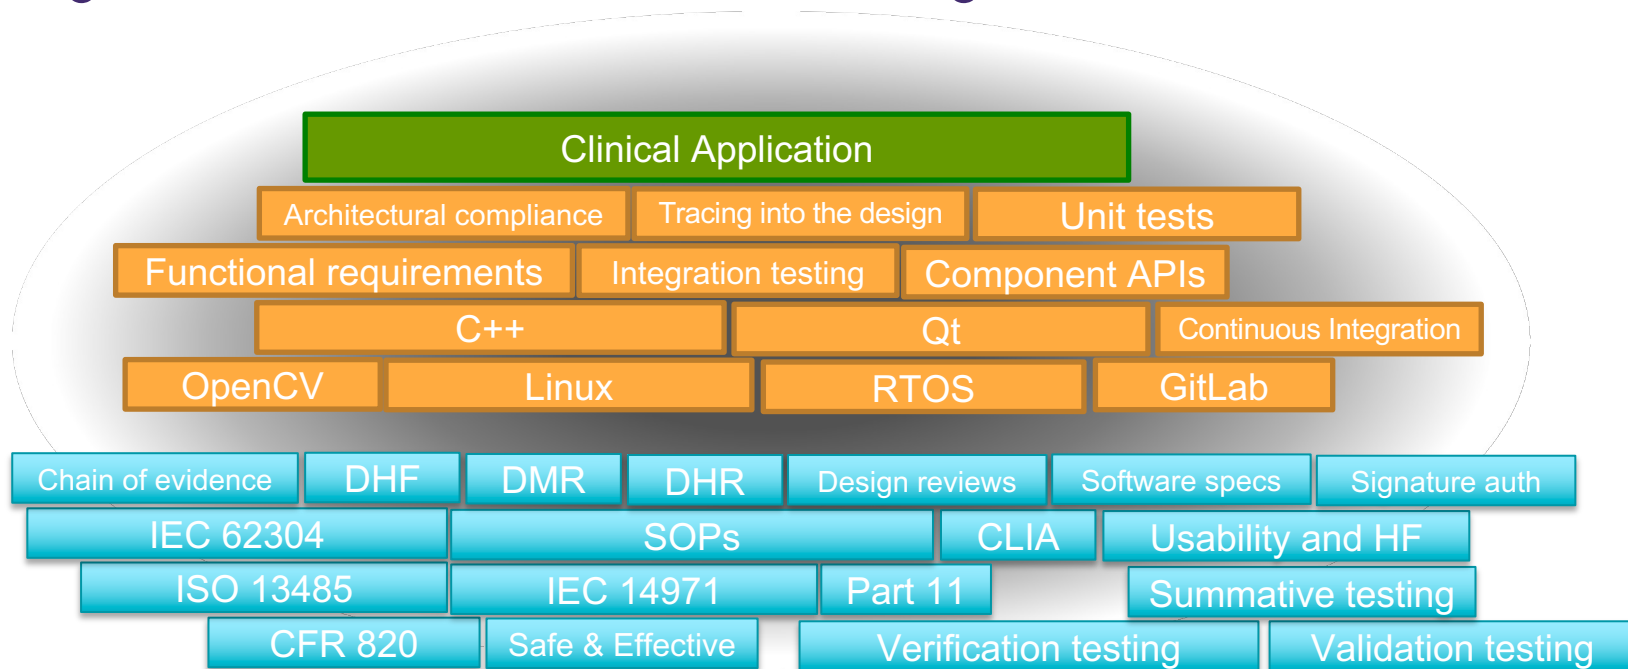 Clinical Application
Architectural compliance
Tracing into the design
Unit tests
Functional requirements
Integration testing
Component APIs
C++
Qt
Continuous Integration
OpenCV
Linux
RTOS
GitLab
Chain of evidence
DHF
DMR
DHR
Design reviews
Software specs
Signature auth
IEC 62304
SOPs
CLIA
Usability and HF
ISO 13485
IEC 14971
Part 11
Summative testing
CFR 820
Safe & Effective
Verification testing
Validation testing